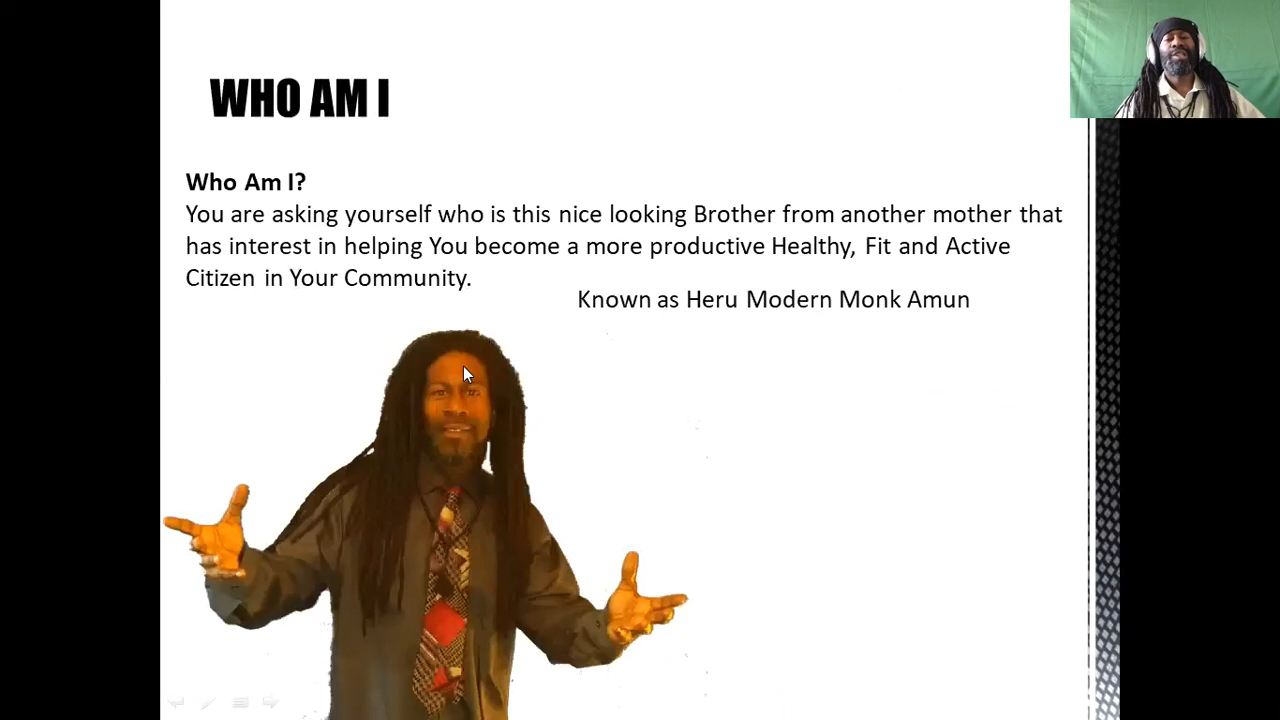 WHO AM I
Who Am I?
You are asking yourself who is this nice looking Brother from another mother that
has interest in helping You become a more productive Healthy, Fit and Active
Citizen in Your Community.
Known as Heru Modern Monk Amun